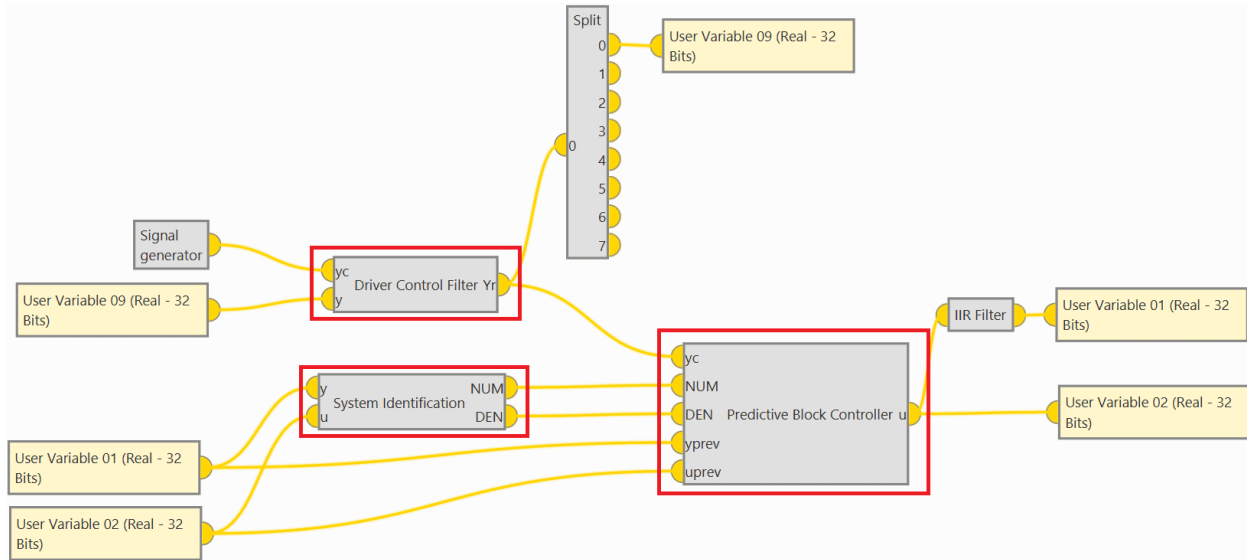 Split
0
1
2
3
4
5
6
7
0
User Variable 09 (Real - 32
Bits)
Signal
generator
User Variable 09 (Real - 32
Bits)
yc
y
Driver Control Filter Yr
y
u
System Identification
NUM
DEN
User Variable 01 (Real - 32
Bits)
User Variable 02 (Real - 32
Bits)
yc
NUM
DEN
yprev
uprev
Predictive Block Controller u
IIR Filter
User Variable 01 (Real - 32
Bits)
User Variable 02 (Real - 32
Bits)